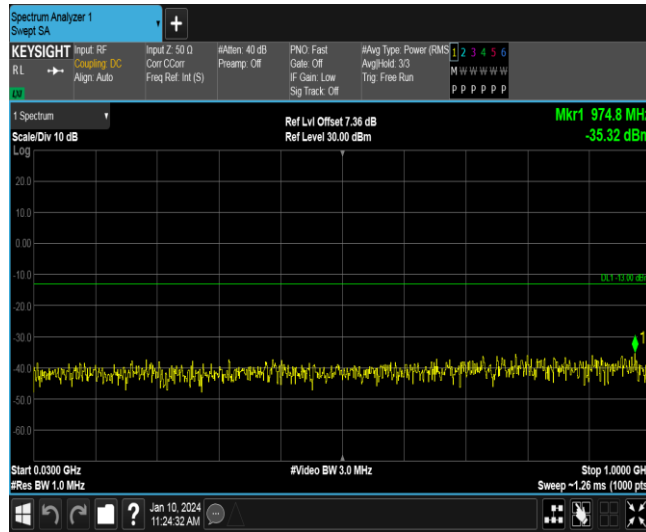 Spectrum Analyzer 1
Swept SA
+
KEYSIGHT Input: RF Input Z: 50 Ω #Atten: 40 dB PNO: Fast #Avg Type: Power (RMS 1 2 3 4 5 6
RL Coupling: DC Corr CCorr Preamp: Off Gate: Off Avg|Hold: 3/3 M W W W W W
Align: Auto Freq Ref: Int (S) IF Gain: Low Trig: Free Run
Sig Track: Off P P P P P P
LXI
1 Spectrum Ref Lvl Offset 7.36 dB Mkr1 974.8 MHz
Scale/Div 10 dB Ref Level 30.00 dBm -35.32 dBm
Log
20.0
10.0
0.00
-10.0
DL1 -13.00 dBm
-20.0
-30.0
1
-40.0
-50.0
-60.0
Start 0.0300 GHz #Video BW 3.0 MHz Stop 1.0000 GH
#Res BW 1.0 MHz Sweep ~1.26 ms (1000 pts
? Jan 10, 2024
11:24:32 AM